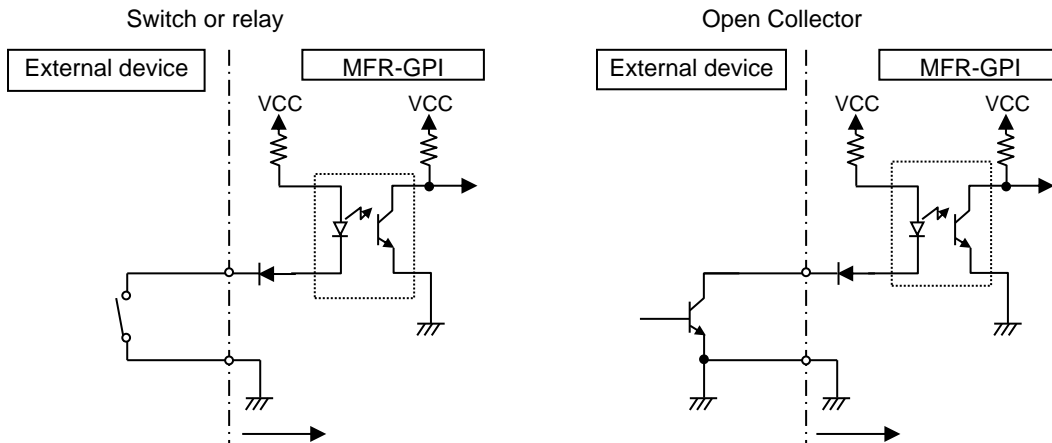 Switch or relay
External device
MFR-GPI
VCC
VCC
Open Collector
External device
MFR-GPI
VCC
VCC